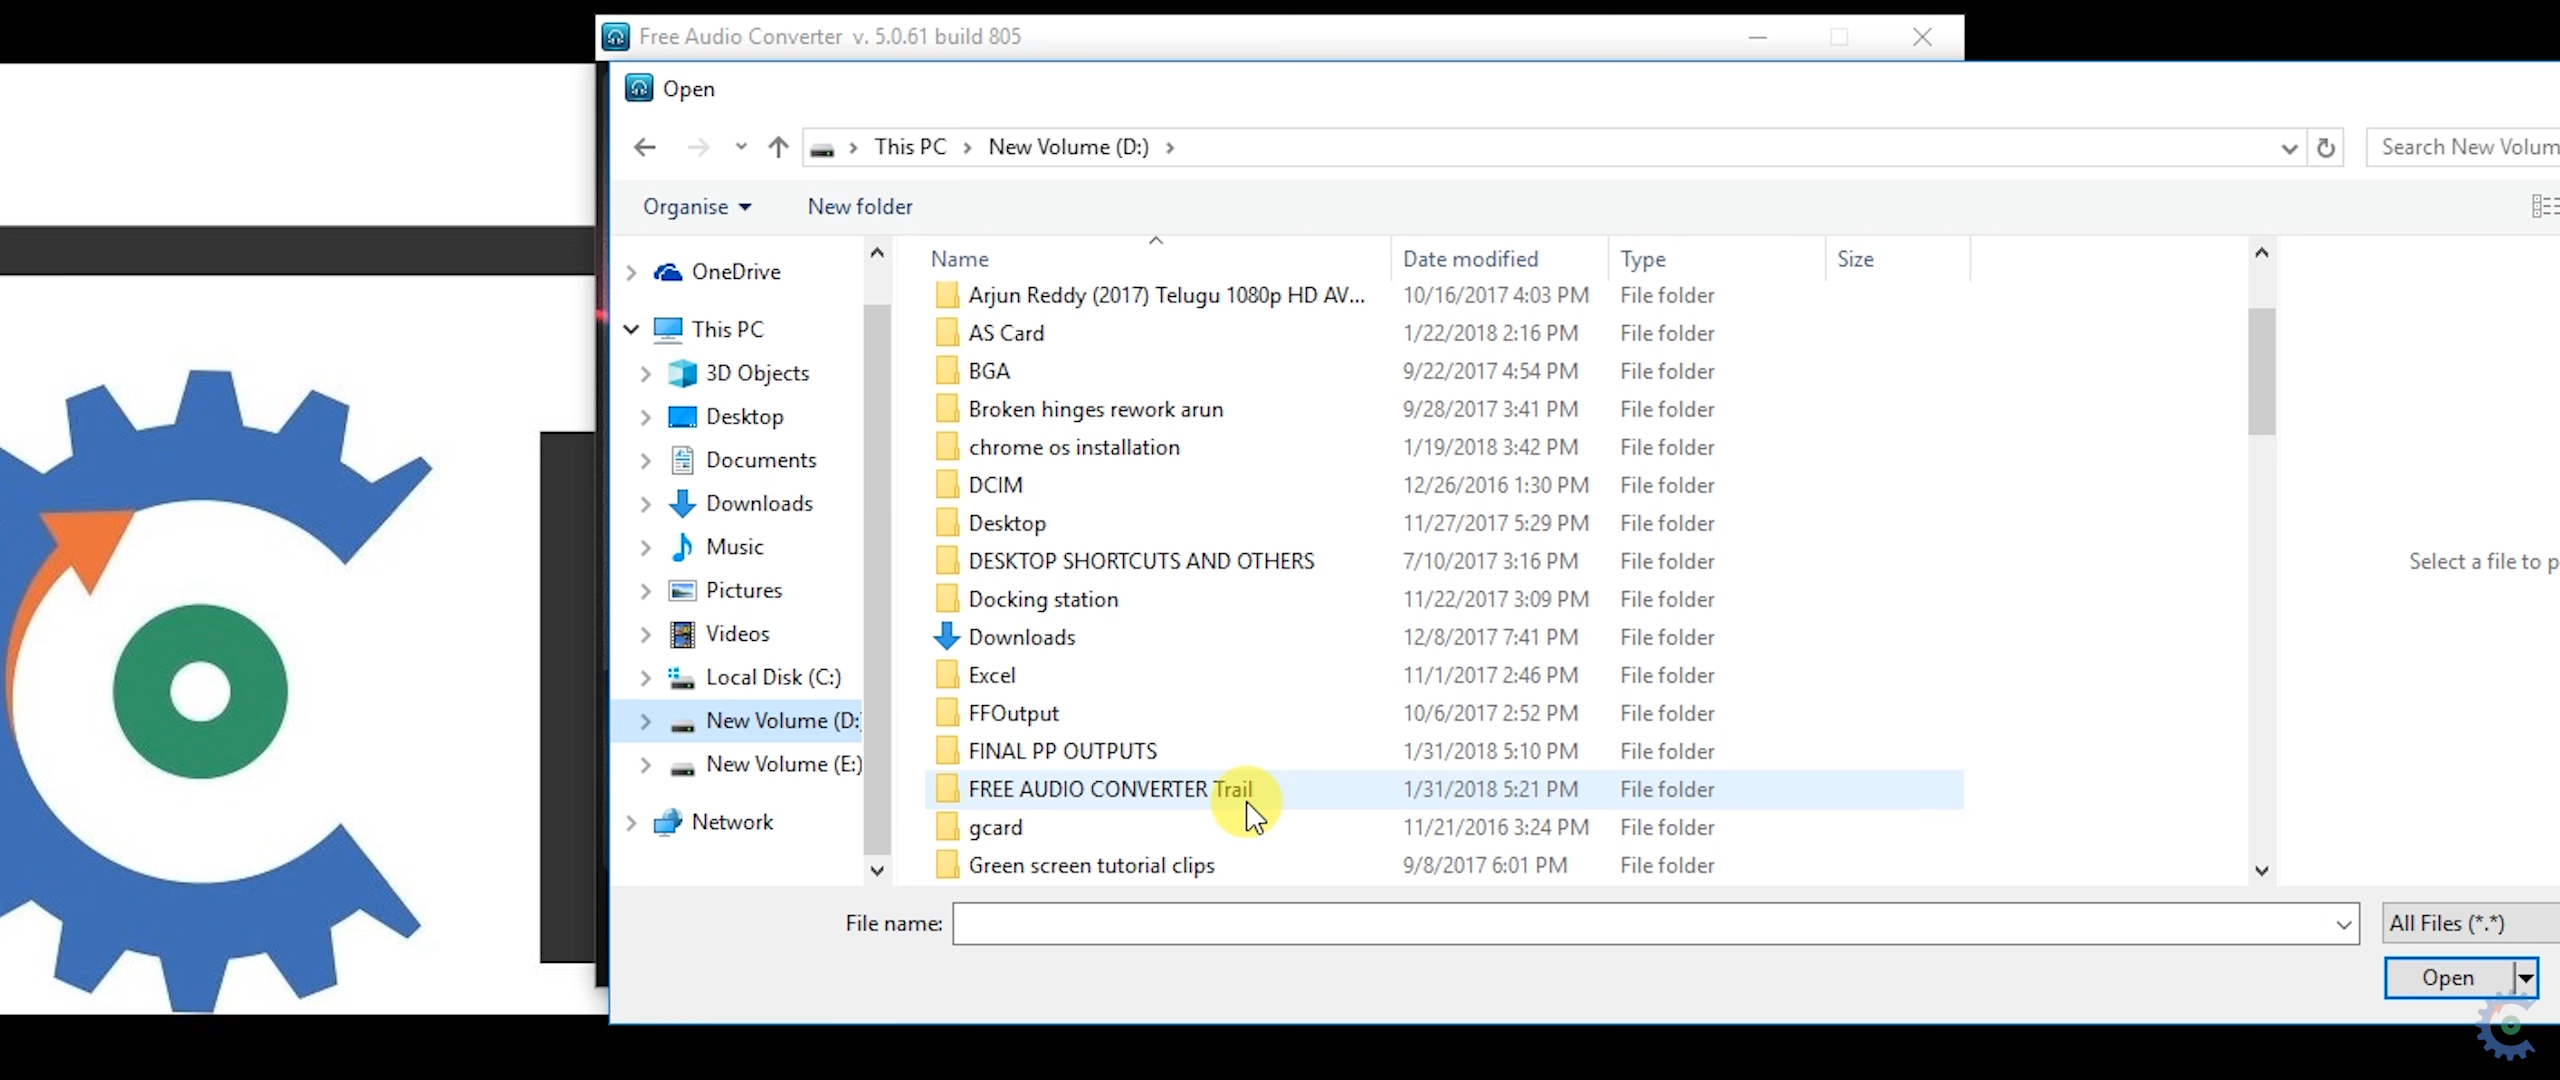 Free Audio Converter v. 5.0.61 build 805
Open
This PC New Volume (D:)
Search New Volum
Organise New folder
Name Date modified Type Size
OneDrive
This PC
3D Objects
Desktop
Documents
Downloads
Music
Pictures
Videos
Local Disk (C:)
New Volume (D:
New Volume (E:)
Network
Arjun Reddy (2017) Telugu 1080p HD AV... 10/16/2017 4:03 PM File folder
AS Card 1/22/2018 2:16 PM File folder
BGA 9/22/2017 4:54 PM File folder
Broken hinges rework arun 9/28/2017 3:41 PM File folder
chrome os installation 1/19/2018 3:42 PM File folder
DCIM 12/26/2016 1:30 PM File folder
Desktop 11/27/2017 5:29 PM File folder
DESKTOP SHORTCUTS AND OTHERS 7/10/2017 3:16 PM File folder
Docking station 11/22/2017 3:09 PM File folder
Downloads 12/8/2017 7:41 PM File folder
Excel 11/1/2017 2:46 PM File folder
FFOutput 10/6/2017 2:52 PM File folder
FINAL PP OUTPUTS 1/31/2018 5:10 PM File folder
FREE AUDIO CONVERTER Trail 1/31/2018 5:21 PM File folder
gcard 11/21/2016 3:24 PM File folder
Green screen tutorial clips 9/8/2017 6:01 PM File folder
Select a file to p
File name:
All Files (*.*)
Open